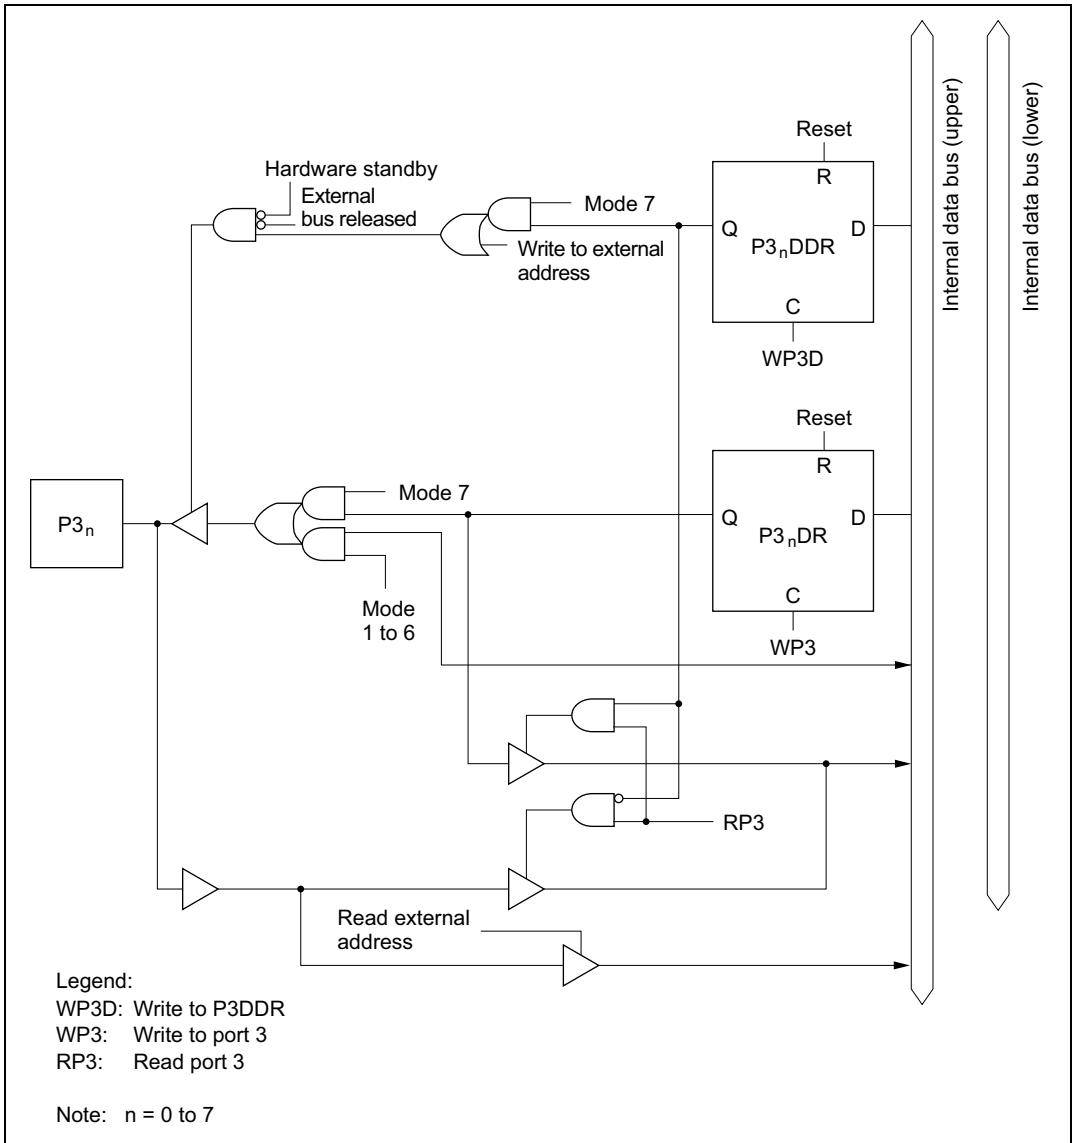 Reset
R
Hardware standby
External
bus released
Mode 7
Q
D
P3nDDR
Write to external
address
C
WP3D
Internal data bus (upper)
Internal data bus (lower)
Reset
R
Mode 7
P3n
Q
D
P3nDR
C
Mode
1 to 6
WP3
RP3
Read external
address
Legend:
WP3D: Write to P3DDR
WP3: Write to port 3
RP3: Read port 3
Note: n = 0 to 7